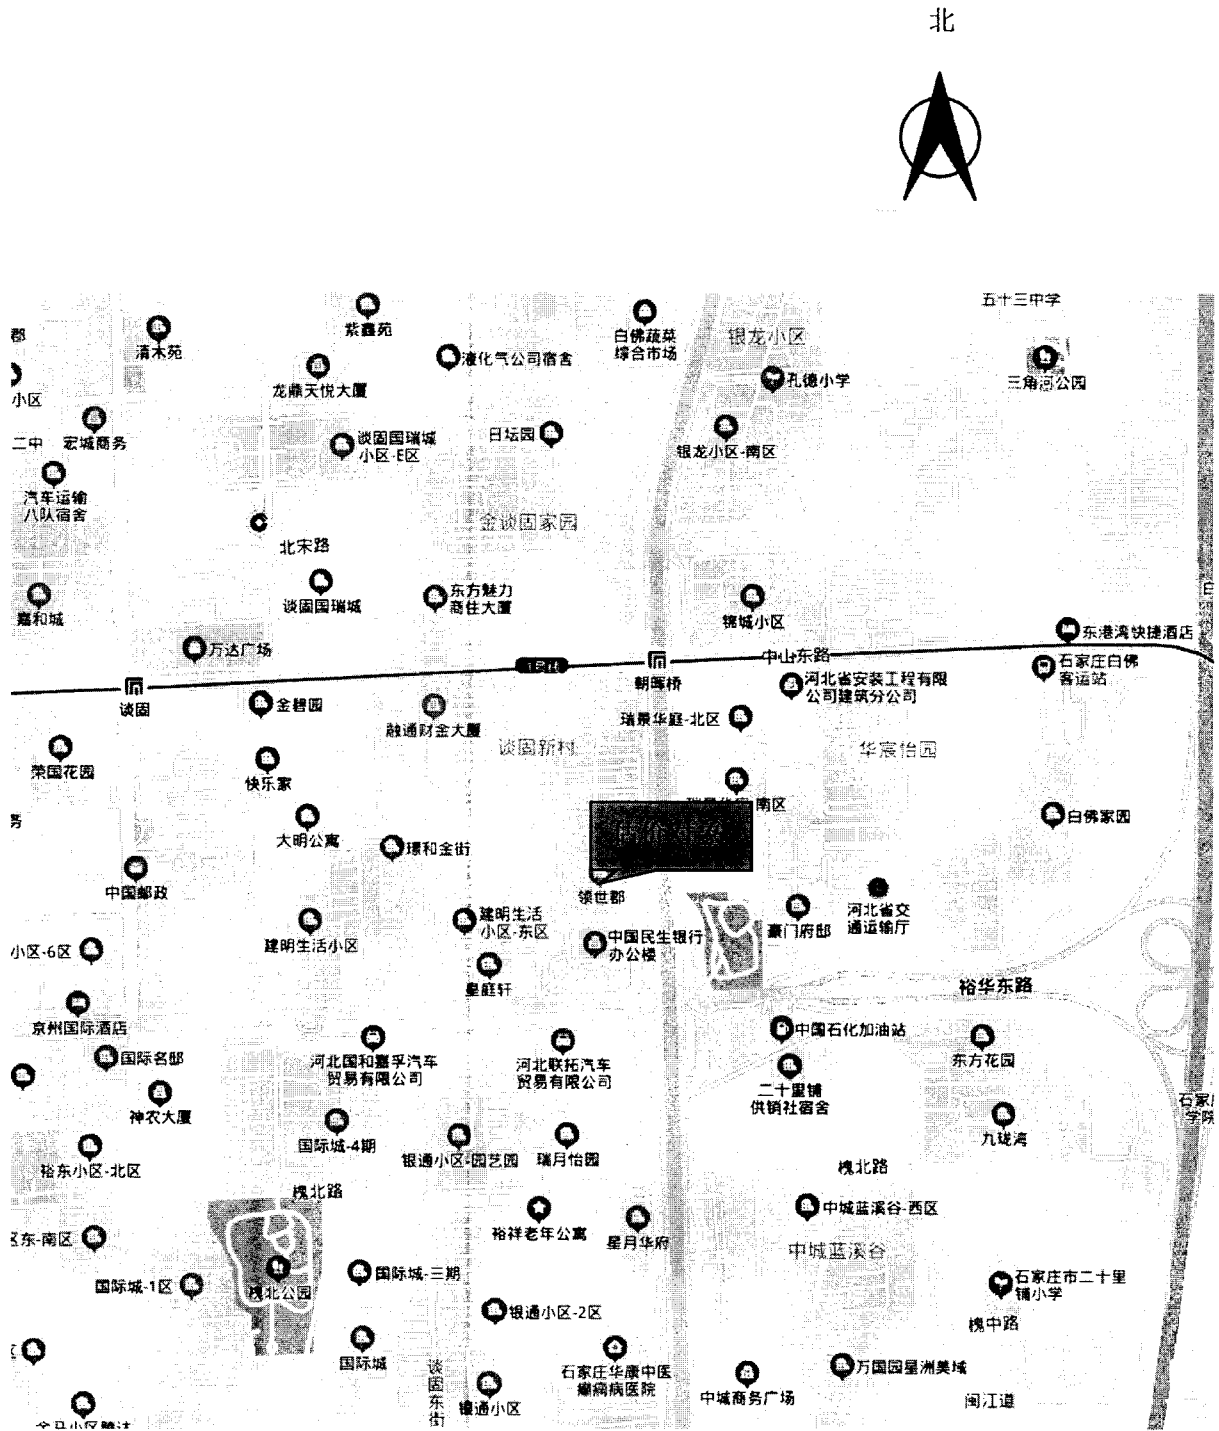 北
五十三中学
紫鑫苑
郡
清木苑
白佛蔬菜
综合市场
银龙小区
液化气公司宿舍
龙鼎天悦大厦
孔德小学
三角河公园
小区
二中
宏城商务
谈固国瑞城
小区-E区
日坛园
银龙小区-南区
汽车运输
八队宿舍
金谈固家园
北宋路
谈固国瑞城
东方魅力
商住大厦
嘉和城
锦城小区
东港湾快捷酒店
万达广场
中山东路
1号线
朝晖桥
石家庄白佛
客运站
谈固
金碧园
河北省安装工程有限
公司建筑分公司
融通财金大厦
瑞景华庭-北区
谈固新村
华宸怡园
荣国花园
快乐家
南区
大明公寓
璟和金街
白佛家园
中国邮政
领世郡
建明生活小区
建明生活
小区-东区
中国民生银行
办公楼
豪门府邸
河北省交
通运输厅
小区-6区
皇庭轩
裕华东路
京州国际酒店
中国石化加油站
国际名邸
河北国和嘉孚汽车
贸易有限公司
河北联拓汽车
贸易有限公司
东方花园
神农大厦
二十里铺
供销社宿舍
石家
学院
国际城-4期
九珑湾
裕东小区-北区
银通小区-园艺园
瑞月怡园
槐北路
槐北路
中城蓝溪谷-西区
裕祥老年公寓
星月华府
区东-南区
中城蓝溪谷
国际城-1区
槐北公园
国际城-三期
石家庄市二十里
铺小学
银通小区-2区
槐中路
国际城
石家庄华康中医
癫痫病医院
万国园星洲美域
谈固东街
银通小区
中城商务广场
闽江道